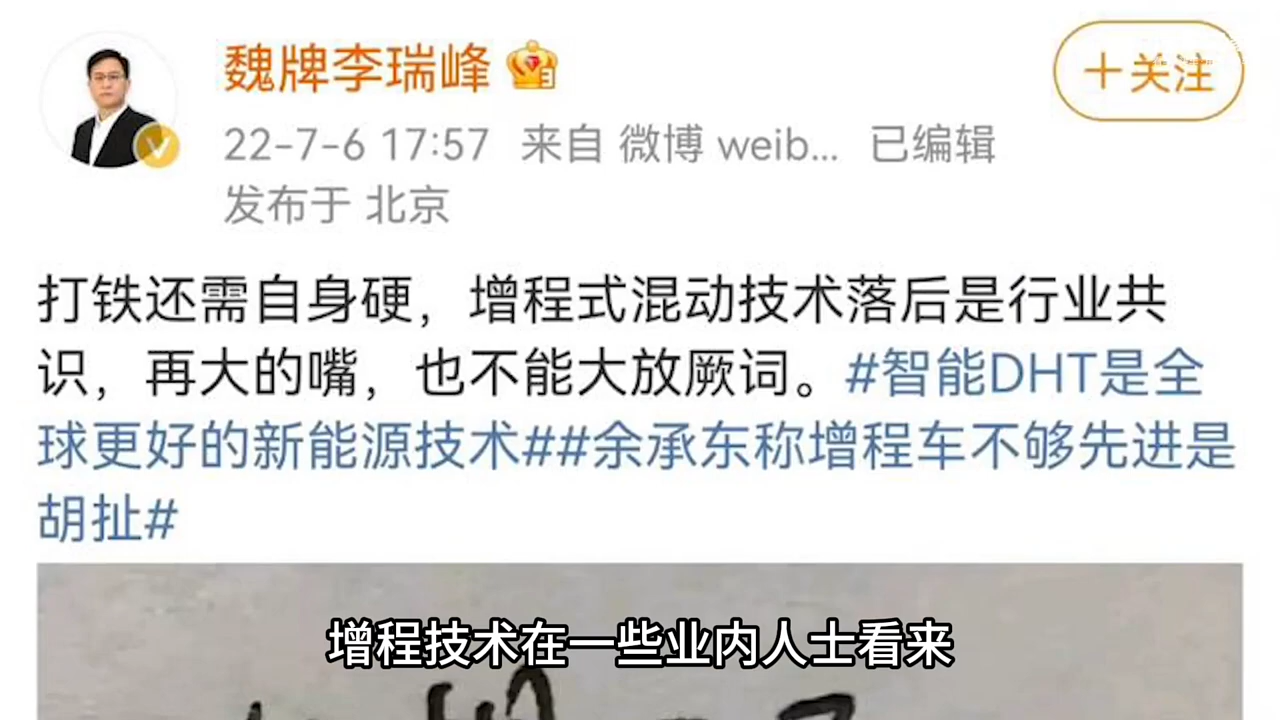 魏牌李瑞峰
+关注
22-7-6 17:57 来自 微博 weib... 已编辑
发布于 北京
打铁还需自身硬，增程式混动技术落后是行业共
识，再大的嘴，也不能大放厥词。#智能DHT是全
球更好的新能源技术##余承东称增程车不够先进是
胡扯#
增程技术在一些业内人士看来